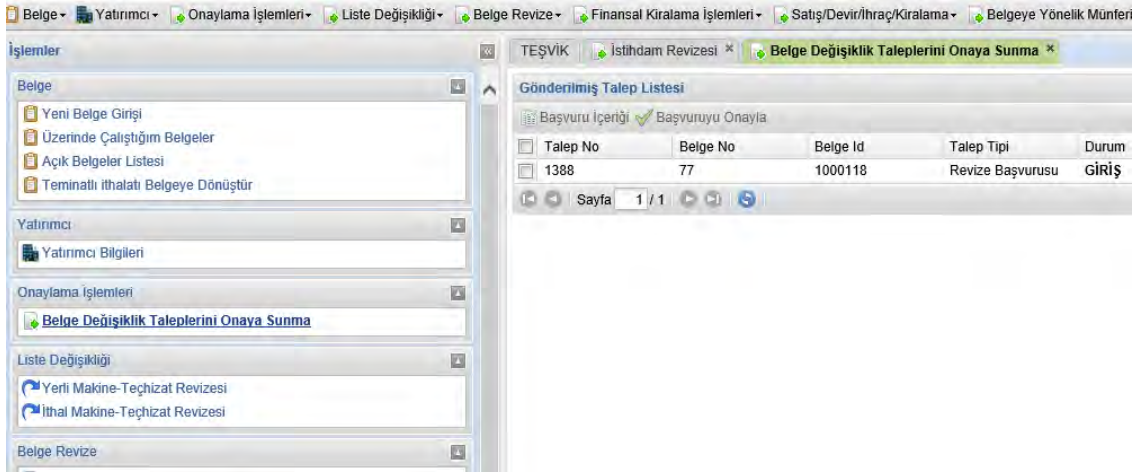 Belge Yatırımcı Onaylama İşlemleri Liste Değişikliği Belge Revize Finansal Kiralama İşlemleri Satış/Devir/İhraç/Kiralama Belgeye Yönelik Münferi
İşlemler
TEŞVİK İstihdam Revizesi Belge Değişiklik Taleplerini Onaya Sunma
Belge
Yeni Belge Girişi
Üzerinde Çalıştığım Belgeler
Açık Belgeler Listesi
Teminatlı ithalatı Belgeye Dönüştür
Yatırımcı
Yatırımcı Bilgileri
Onaylama İşlemleri
Belge Değişiklik Taleplerini Onaya Sunma
Liste Değişikliği
Yerli Makine-Teçhizat Revizesi
İthal Makine-Teçhizat Revizesi
Belge Revize
Gönderilmiş Talep Listesi
Başvuru İçeriği Başvuruyu Onayla
Talep No Belge No Belge Id Talep Tipi Durum
1388 77 1000118 Revize Başvurusu GİRİŞ
Sayfa 1 / 1